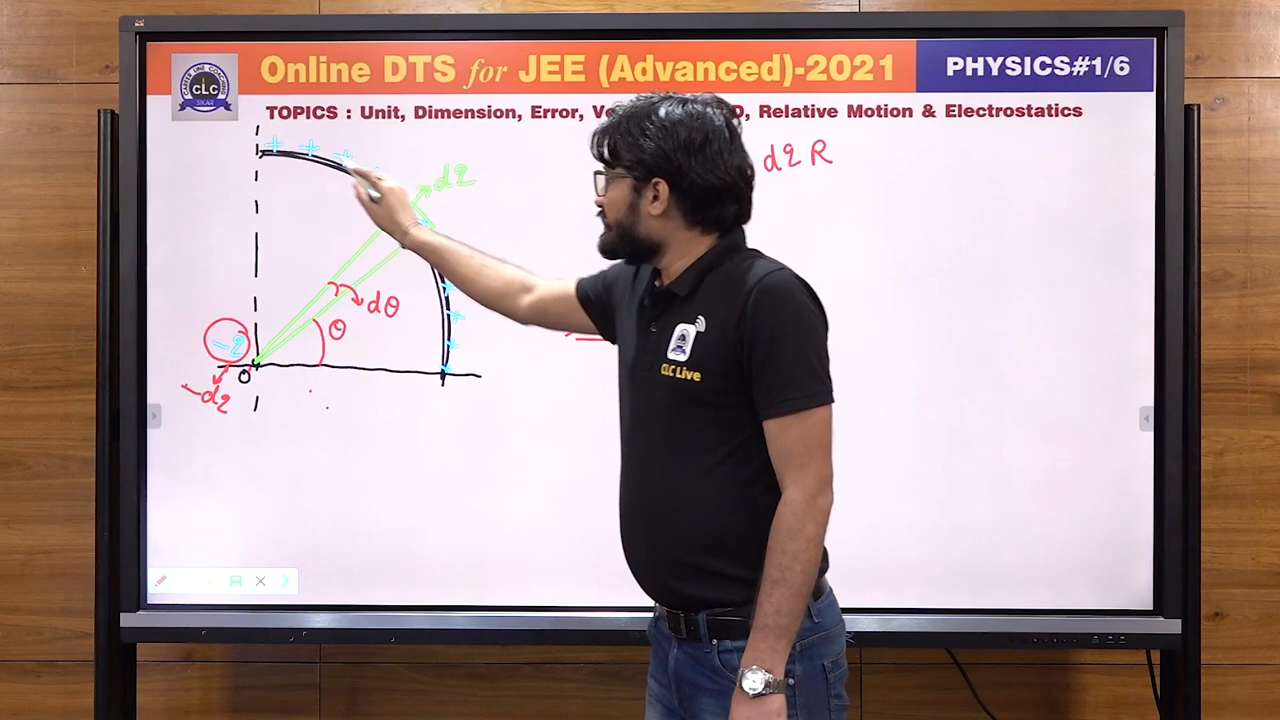 Online DTS for JEE (Advanced)-2021
PHYSICS#1/6
CLC
SIKAR
TOPICS : Unit, Dimension, Error, Ve D, Relative Motion & Electrostatics
dq R
dq
dθ
θ
-q
O
-dq
CLC Live